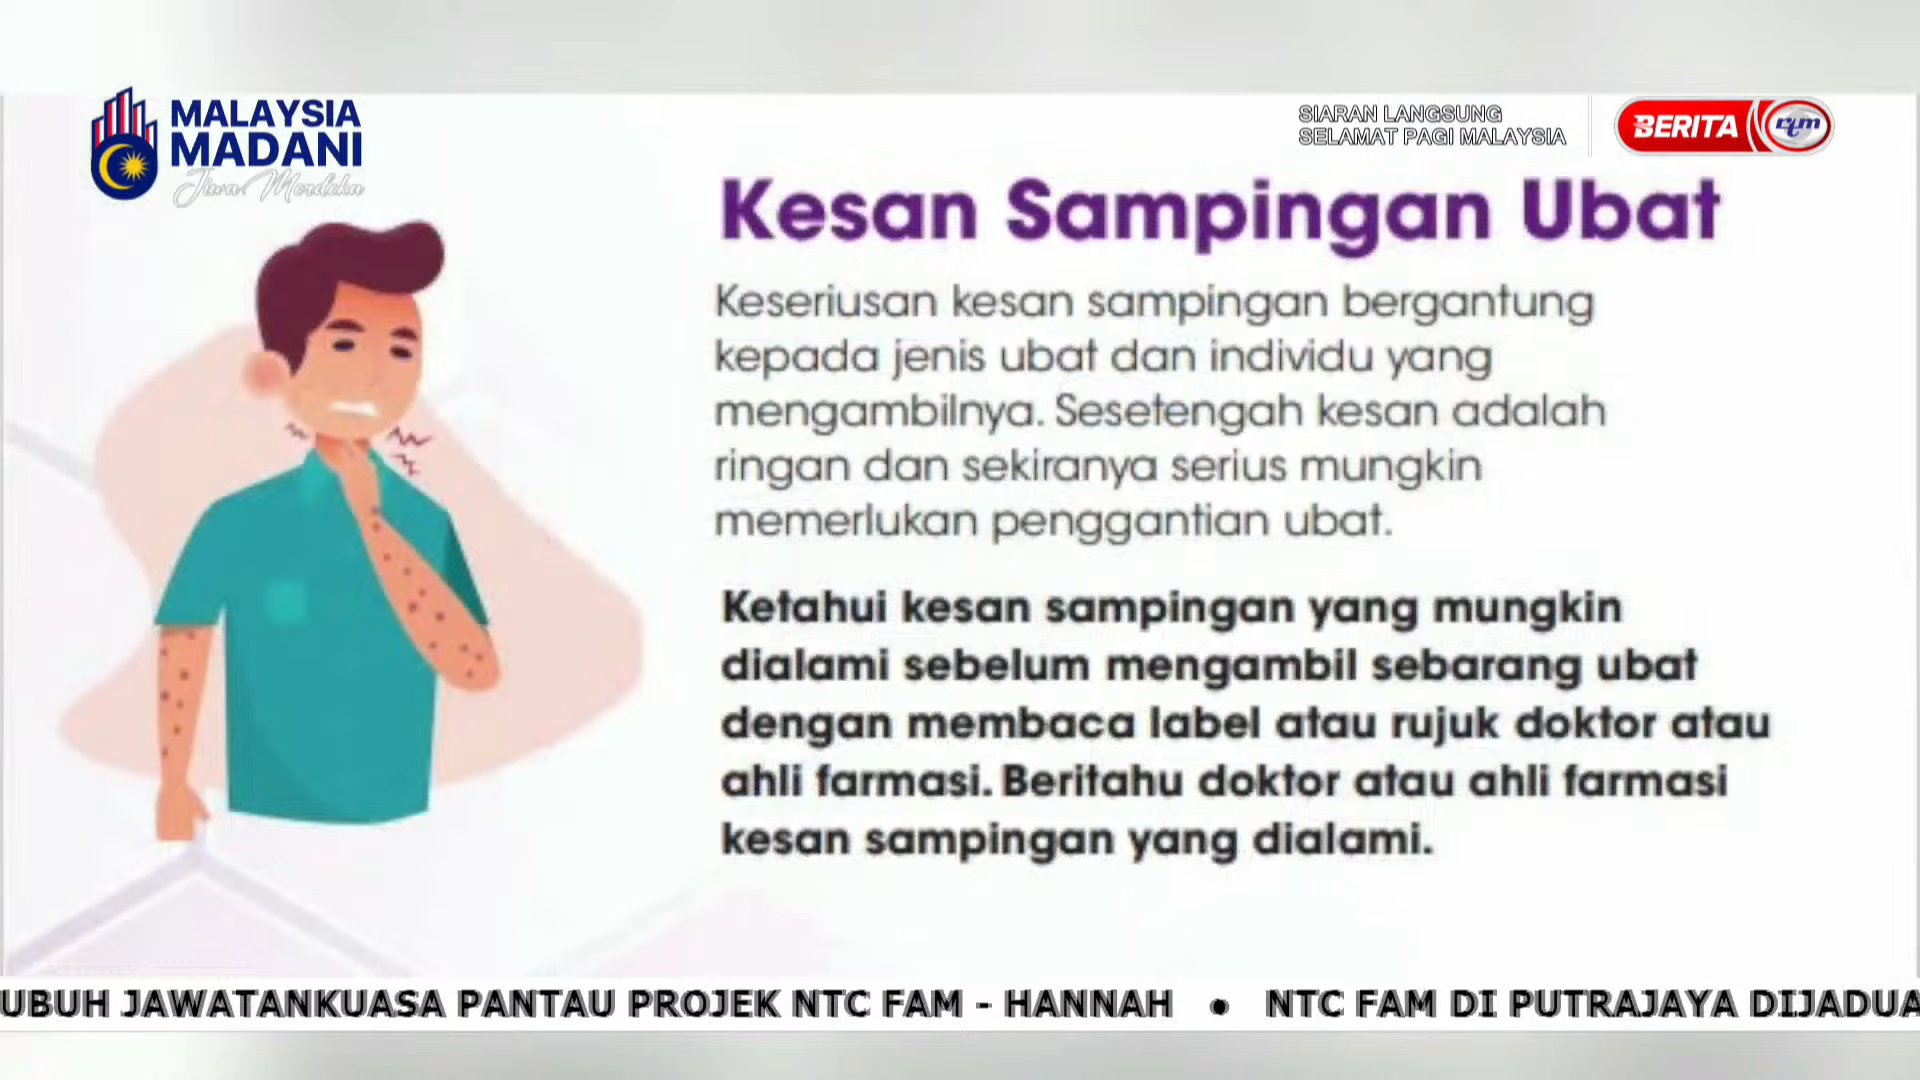 MALAYSIA
MADANI
Jiwa Merdeka
SIARAN LANGSUNG
SELAMAT PAGI MALAYSIA
BERITA rtm
Kesan Sampingan Ubat
Keseriusan kesan sampingan bergantung
kepada jenis ubat dan individu yang
mengambilnya. Sesetengah kesan adalah
ringan dan sekiranya serius mungkin
memerlukan penggantian ubat.
Ketahui kesan sampingan yang mungkin
dialami sebelum mengambil sebarang ubat
dengan membaca label atau rujuk doktor atau
ahli farmasi. Beritahu doktor atau ahli farmasi
kesan sampingan yang dialami.
UBUH JAWATANKUASA PANTAU PROJEK NTC FAM - HANNAH • NTC FAM DI PUTRAJAYA DIJADUA